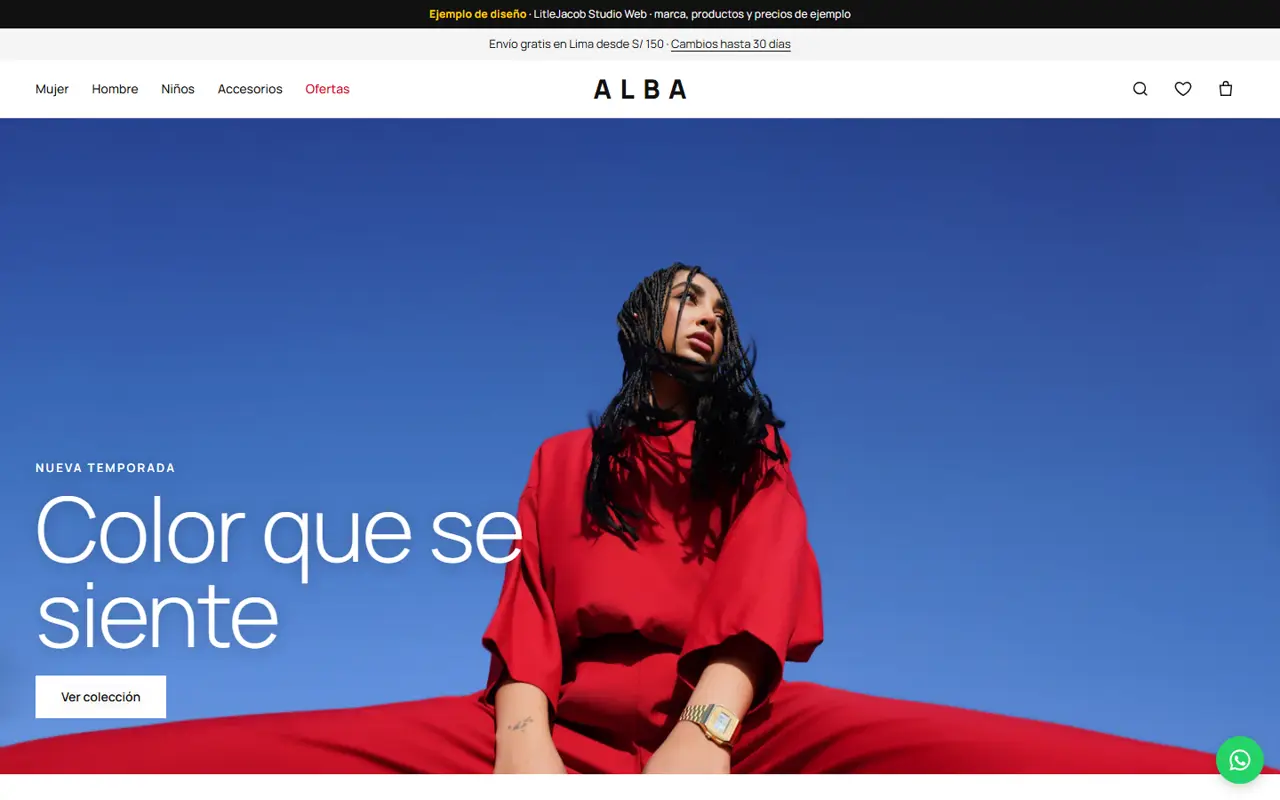 Ejemplo de diseño · LitleJacob Studio Web · marca, productos y precios de ejemplo
Envío gratis en Lima desde S/ 150 · Cambios hasta 30 días
Mujer Hombre Niños Accesorios Ofertas
ALBA
NUEVA TEMPORADA
Color que se
siente
Ver colección